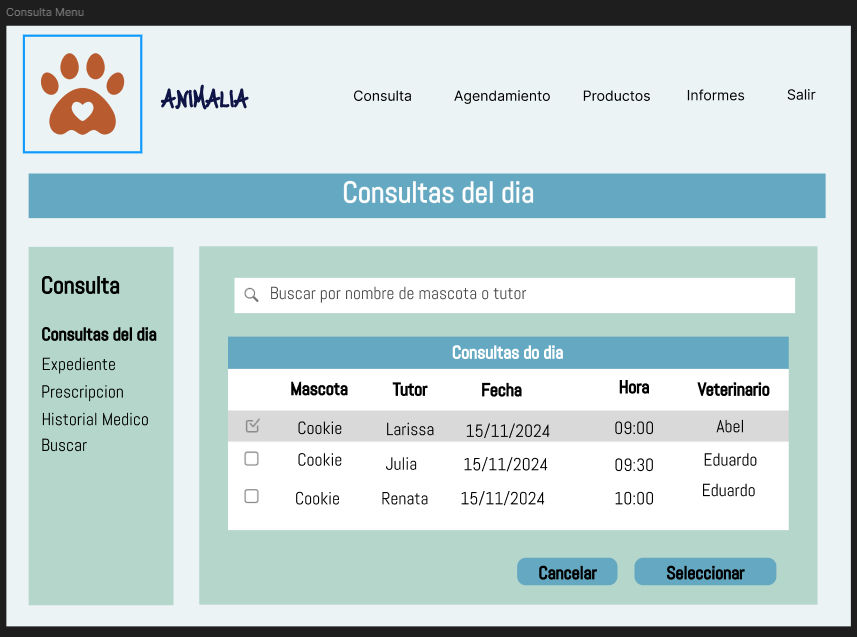 Consulta Menu
ANIMALIA
Consulta Agendamiento Productos Informes Salir
Consultas del dia
Consulta
Consultas del dia
Expediente
Prescripcion
Historial Medico
Buscar
Buscar por nombre de mascota o tutor
Consultas do dia
Mascota Tutor Fecha Hora Veterinario
Cookie Larissa 15/11/2024 09:00 Abel
Cookie Julia 15/11/2024 09:30 Eduardo
Cookie Renata 15/11/2024 10:00 Eduardo
Cancelar Seleccionar